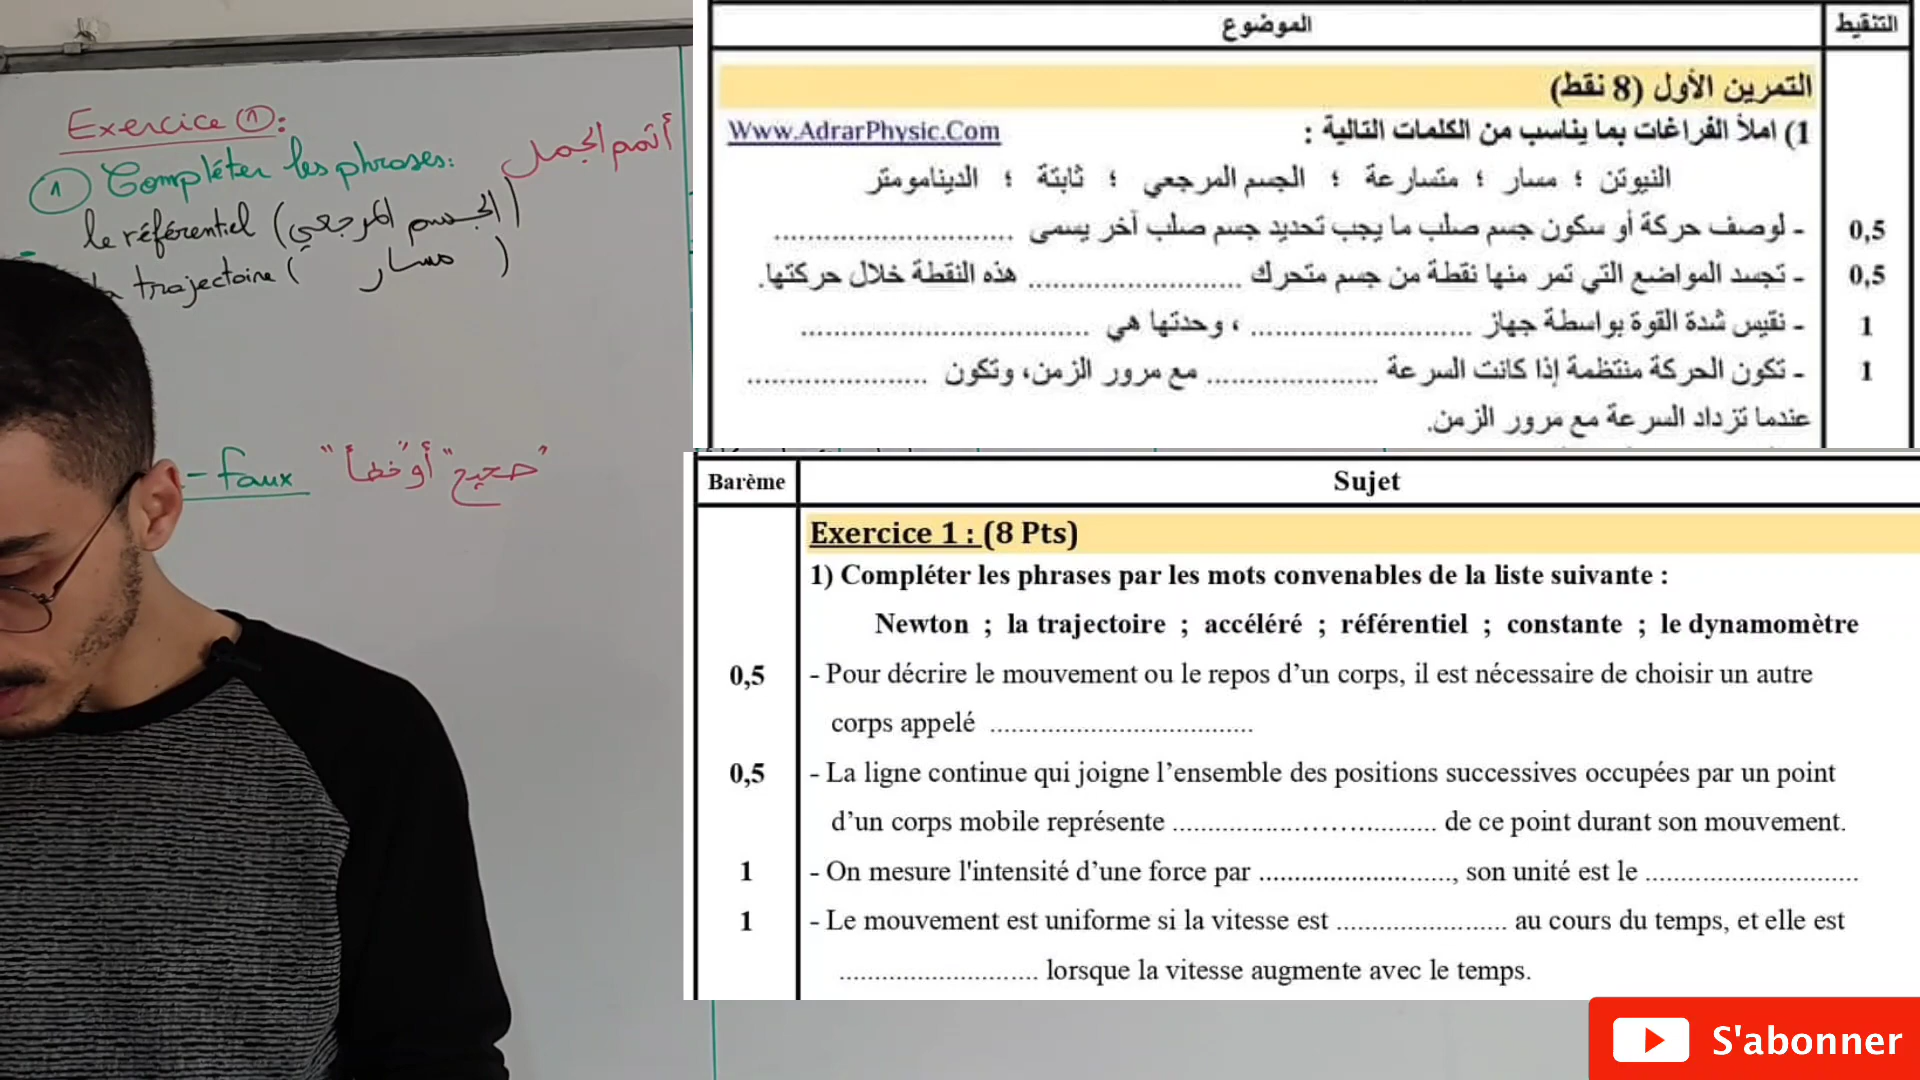 Exercice 1:
1 Compléter les phrases: أتمم الجمل
le référentiel (الجسم المرجعي)
la trajectoire ( مسار )
- faux "صحيح" أو "خطأ"
الموضوع
التنقيط
التمرين الأول (8 نقط)
Www.AdrarPhysic.Com
1) املأ الفراغات بما يناسب من الكلمات التالية :
النيوتن ؛ مسار ؛ متسارعة ؛ الجسم المرجعي ؛ ثابتة ؛ الدينامومتر
0,5
- لوصف حركة أو سكون جسم صلب ما يجب تحديد جسم صلب آخر يسمى .............................
0,5
- تجسد المواضع التي تمر منها نقطة من جسم متحرك .......................... هذه النقطة خلال حركتها.
1
- نقيس شدة القوة بواسطة جهاز ........................... ، وحدتها هي ...................................
1
- تكون الحركة منتظمة إذا كانت السرعة ..................... مع مرور الزمن، وتكون ......................
عندما تزداد السرعة مع مرور الزمن.
Barème
Sujet
Exercice 1 : (8 Pts)
1) Compléter les phrases par les mots convenables de la liste suivante :
Newton ; la trajectoire ; accéléré ; référentiel ; constante ; le dynamomètre
0,5
- Pour décrire le mouvement ou le repos d’un corps, il est nécessaire de choisir un autre
corps appelé ...................................
0,5
- La ligne continue qui joigne l’ensemble des positions successives occupées par un point
d’un corps mobile représente ................................... de ce point durant son mouvement.
1
- On mesure l'intensité d’une force par .........................., son unité est le .............................
1
- Le mouvement est uniforme si la vitesse est ....................... au cours du temps, et elle est
........................... lorsque la vitesse augmente avec le temps.
S'abonner